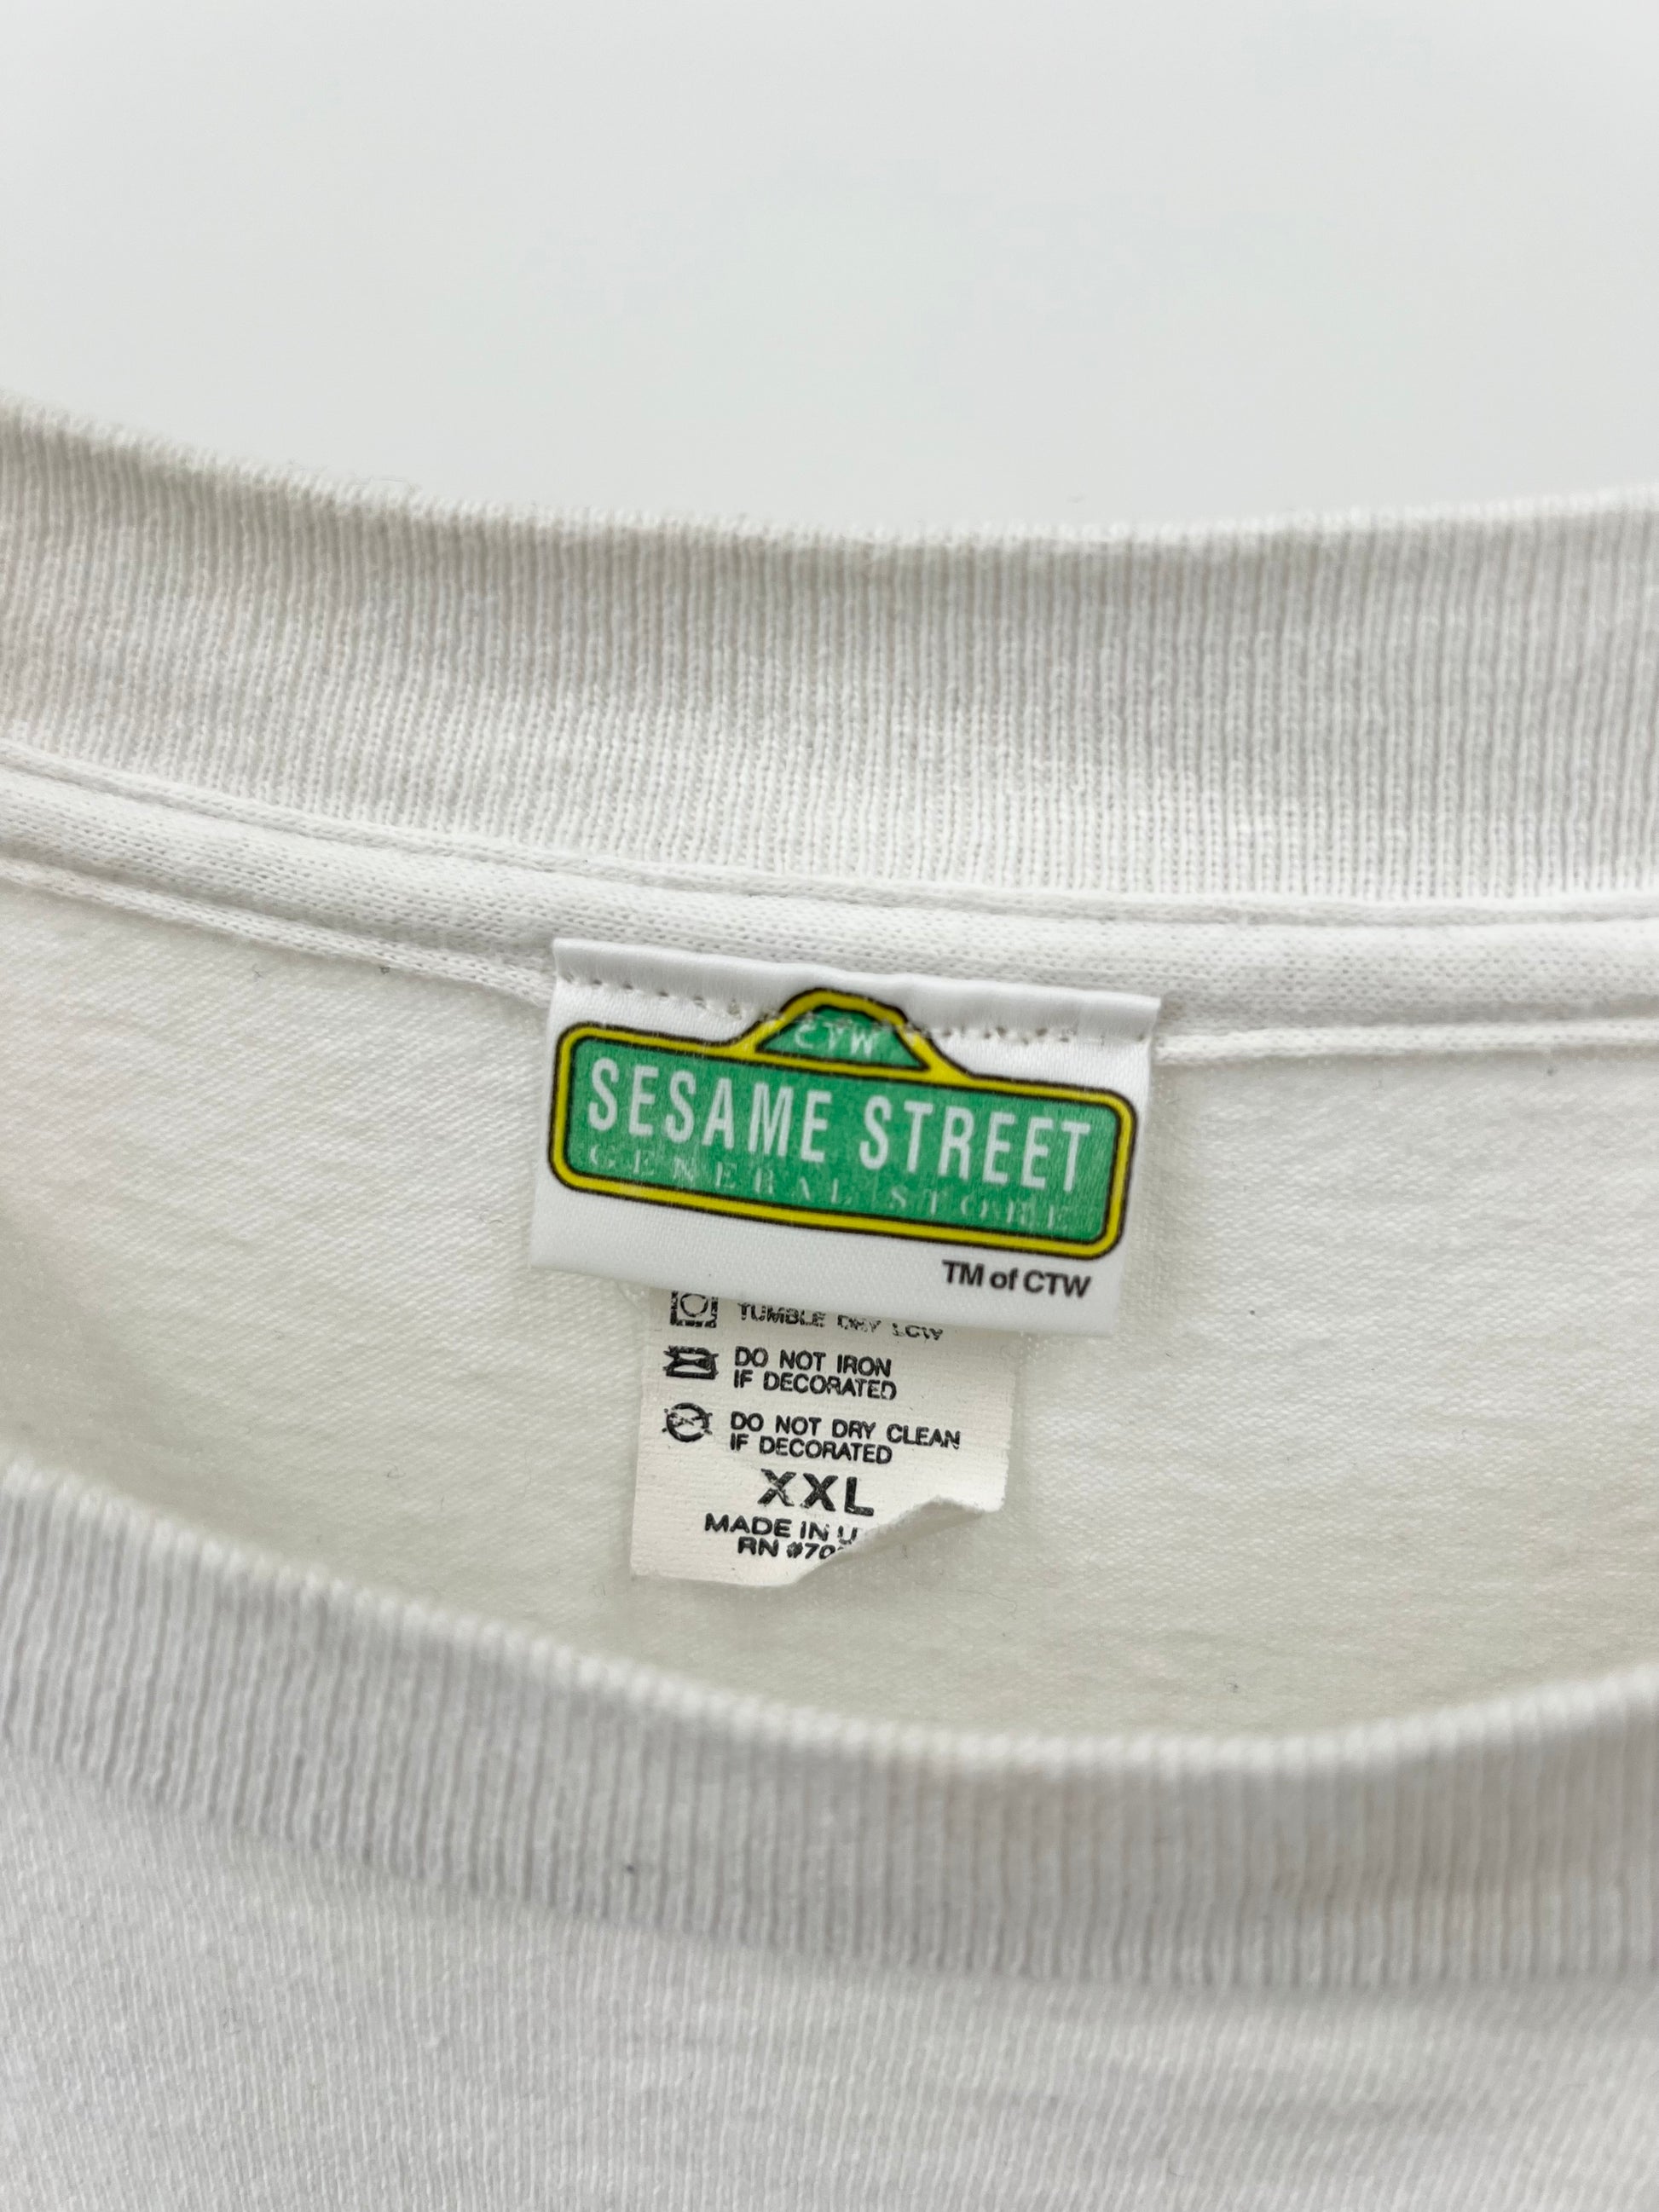 CTW
SESAME STREET
GENERAL STORE
TM of CTW
TUMBLE DRY LOW
DO NOT IRON
IF DECORATED
DO NOT DRY CLEAN
IF DECORATED
XXL
MADE IN U
RN #70